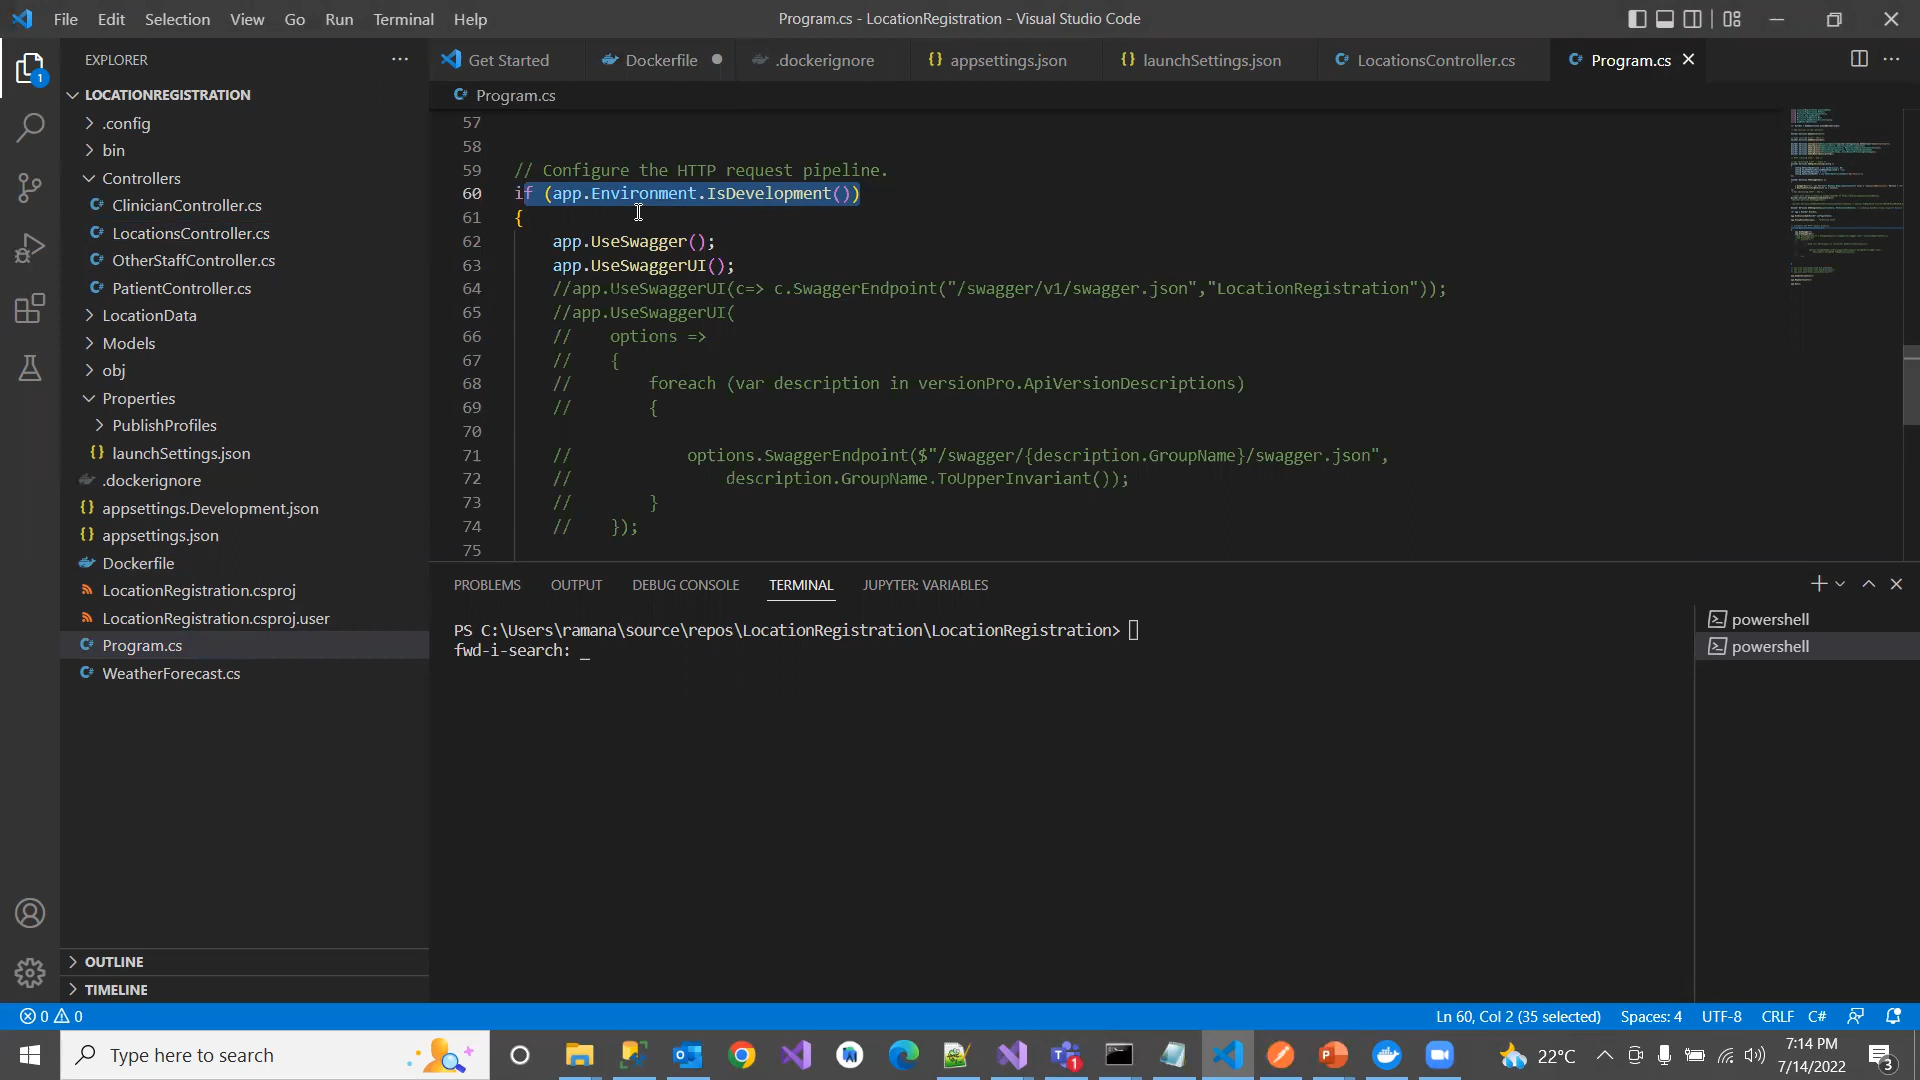 File Edit Selection View Go Run Terminal Help
Program.cs - LocationRegistration - Visual Studio Code
EXPLORER
Get Started
Dockerfile
.dockerignore
appsettings.json
launchSettings.json
LocationsController.cs
Program.cs
1
LOCATIONREGISTRATION
.config
bin
Controllers
ClinicianController.cs
LocationsController.cs
OtherStaffController.cs
PatientController.cs
LocationData
Models
obj
Properties
PublishProfiles
launchSettings.json
.dockerignore
appsettings.Development.json
appsettings.json
Dockerfile
LocationRegistration.csproj
LocationRegistration.csproj.user
Program.cs
WeatherForecast.cs
OUTLINE
TIMELINE
Program.cs
57
58
59 // Configure the HTTP request pipeline.
60 if (app.Environment.IsDevelopment())
61 {
62 app.UseSwagger();
63 app.UseSwaggerUI();
64 //app.UseSwaggerUI(c=> c.SwaggerEndpoint("/swagger/v1/swagger.json","LocationRegistration"));
65 //app.UseSwaggerUI(
66 // options =>
67 // {
68 // foreach (var description in versionPro.ApiVersionDescriptions)
69 // {
70
71 // options.SwaggerEndpoint($"/swagger/{description.GroupName}/swagger.json",
72 // description.GroupName.ToUpperInvariant());
73 // }
74 // });
75
PROBLEMS OUTPUT DEBUG CONSOLE TERMINAL JUPYTER: VARIABLES
PS C:\Users\ramana\source\repos\LocationRegistration\LocationRegistration>
fwd-i-search: _
powershell
powershell
0 0
Ln 60, Col 2 (35 selected) Spaces: 4 UTF-8 CRLF C#
Type here to search
1
22°C
7:14 PM
7/14/2022
3